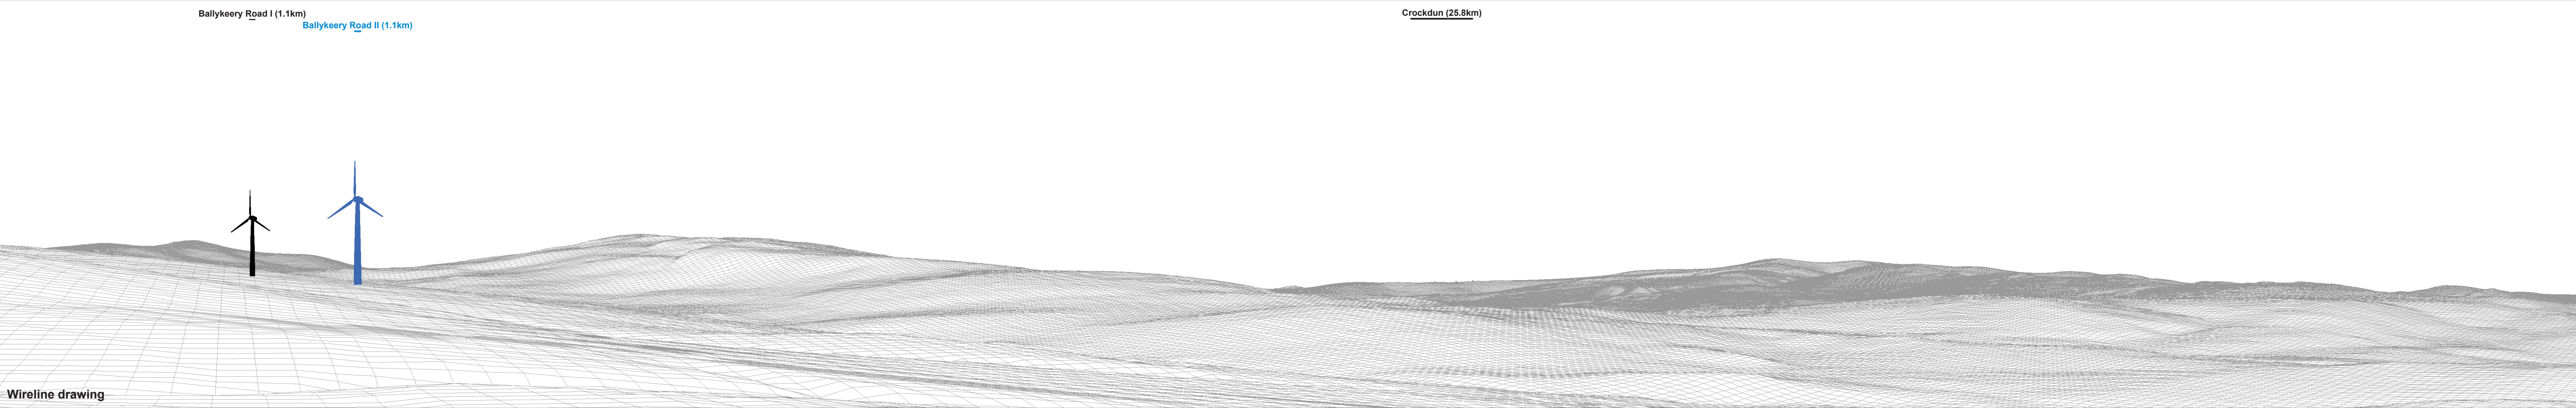 Ballykeery Road I (1.1km)
Ballykeery Road II (1.1km)
Crockdun (25.8km)
Wireline drawing